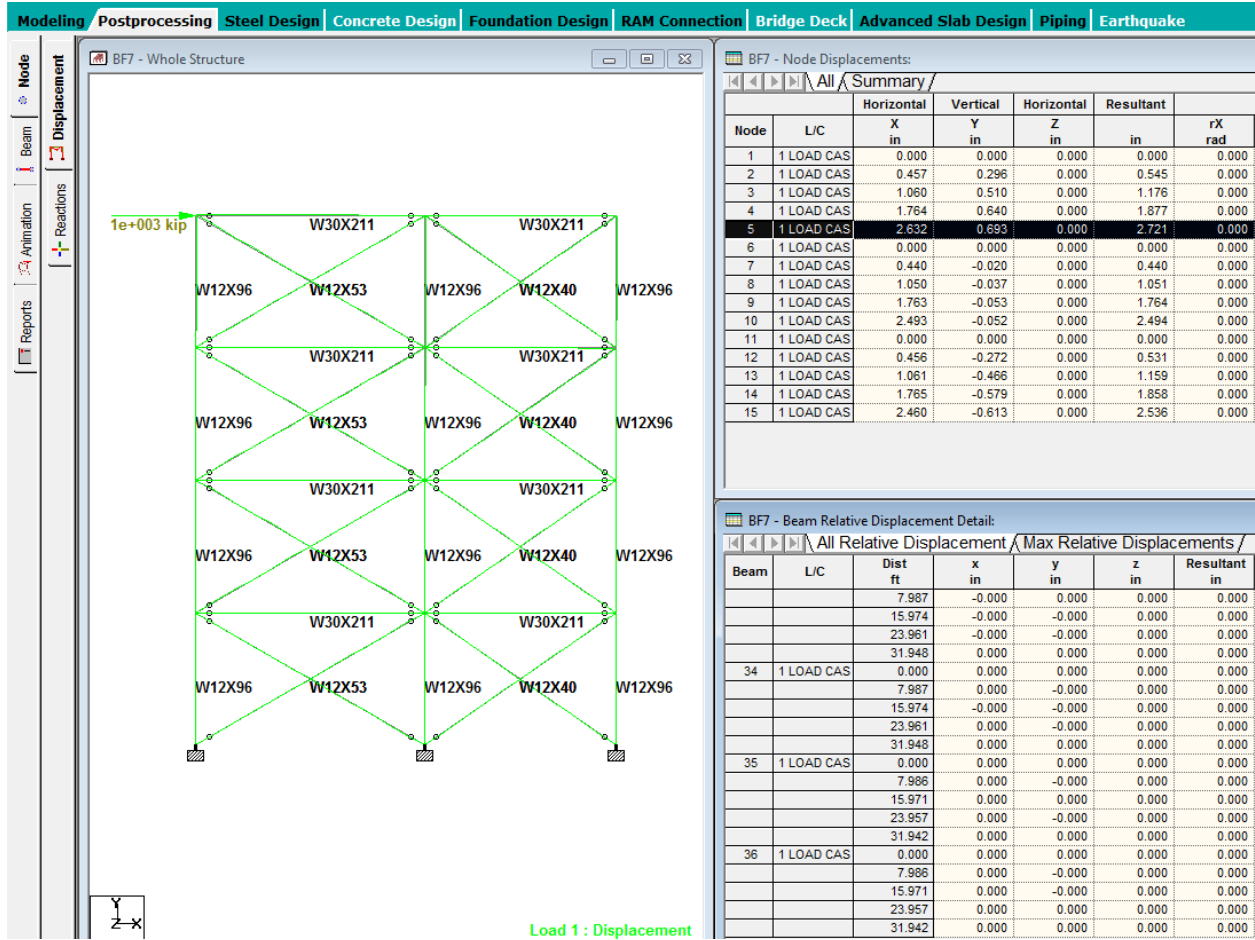 Modeling Postprocessing Steel Design Concrete Design Foundation Design RAM Connection Bridge Deck Advanced Slab Design Piping Earthquake
Node
Beam
Animation
Reports
Displacement
Reactions
BF7 - Whole Structure
1e+003 kip
W30X211 W30X211
W12X96 W12X53 W12X96 W12X40 W12X96
W30X211 W30X211
W12X96 W12X53 W12X96 W12X40 W12X96
W30X211 W30X211
W12X96 W12X53 W12X96 W12X40 W12X96
W30X211 W30X211
W12X96 W12X53 W12X96 W12X40 W12X96
Y
Z X
Load 1 : Displacement
BF7 - Node Displacements:
All Summary
Horizontal Vertical Horizontal Resultant
Node L/C X Y Z rX
in in in in rad
1 1 LOAD CAS 0.000 0.000 0.000 0.000 0.000
2 1 LOAD CAS 0.457 0.296 0.000 0.545 0.000
3 1 LOAD CAS 1.060 0.510 0.000 1.176 0.000
4 1 LOAD CAS 1.764 0.640 0.000 1.877 0.000
5 1 LOAD CAS 2.632 0.693 0.000 2.721 0.000
6 1 LOAD CAS 0.000 0.000 0.000 0.000 0.000
7 1 LOAD CAS 0.440 -0.020 0.000 0.440 0.000
8 1 LOAD CAS 1.050 -0.037 0.000 1.051 0.000
9 1 LOAD CAS 1.763 -0.053 0.000 1.764 0.000
10 1 LOAD CAS 2.493 -0.052 0.000 2.494 0.000
11 1 LOAD CAS 0.000 0.000 0.000 0.000 0.000
12 1 LOAD CAS 0.456 -0.272 0.000 0.531 0.000
13 1 LOAD CAS 1.061 -0.466 0.000 1.159 0.000
14 1 LOAD CAS 1.765 -0.579 0.000 1.858 0.000
15 1 LOAD CAS 2.460 -0.613 0.000 2.536 0.000
BF7 - Beam Relative Displacement Detail:
All Relative Displacement Max Relative Displacements
Beam L/C Dist x y z Resultant
ft in in in in
7.987 -0.000 0.000 0.000 0.000
15.974 -0.000 -0.000 0.000 0.000
23.961 -0.000 -0.000 0.000 0.000
31.948 -0.000 0.000 0.000 0.000
34 1 LOAD CAS 0.000 0.000 0.000 0.000 0.000
7.987 0.000 -0.000 0.000 0.000
15.974 -0.000 -0.000 0.000 0.000
23.961 0.000 -0.000 0.000 0.000
31.948 0.000 0.000 0.000 0.000
35 1 LOAD CAS 0.000 0.000 0.000 0.000 0.000
7.986 0.000 -0.000 0.000 0.000
15.971 0.000 0.000 0.000 0.000
23.957 0.000 -0.000 0.000 0.000
31.942 0.000 0.000 0.000 0.000
36 1 LOAD CAS 0.000 0.000 0.000 0.000 0.000
7.986 0.000 -0.000 0.000 0.000
15.971 0.000 -0.000 0.000 0.000
23.957 0.000 -0.000 0.000 0.000
31.942 0.000 0.000 0.000 0.000